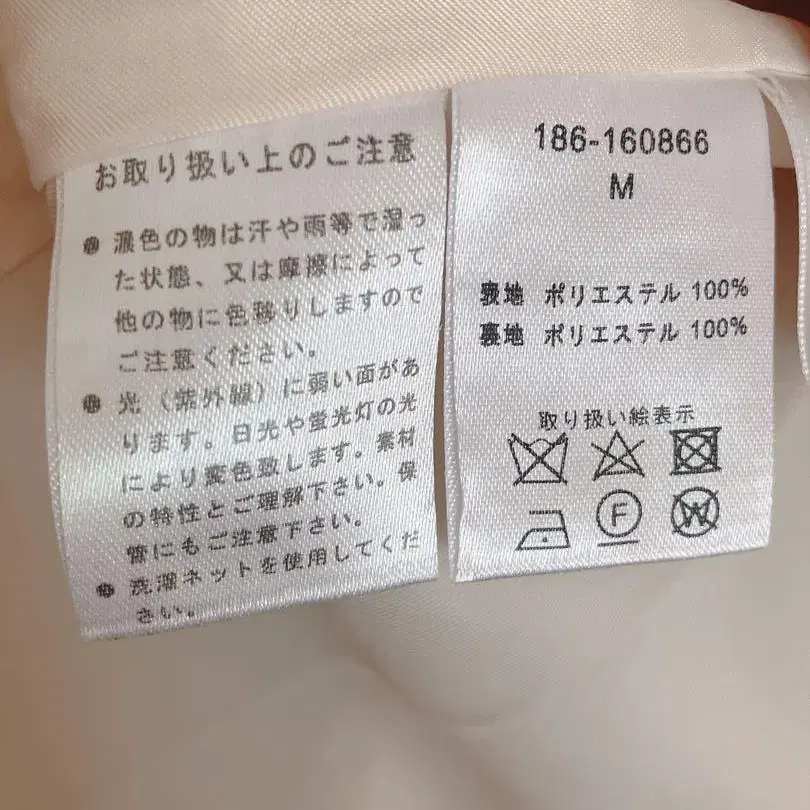 お取り扱い上のご注意
● 濃色の物は汗や雨等で湿っ
た状態、又は摩擦によって
他の物に色移りしますので
ご注意ください。
● 光（紫外線）に弱い面があ
ります。日光や蛍光灯の光
により変色致します。素材
の特性とご理解下さい。保
管にもご注意下さい。
● 洗濯ネットを使用してくだ
さい。
186-160866
M
表地 ポリエステル 100%
裏地 ポリエステル 100%
取り扱い絵表示
F
W